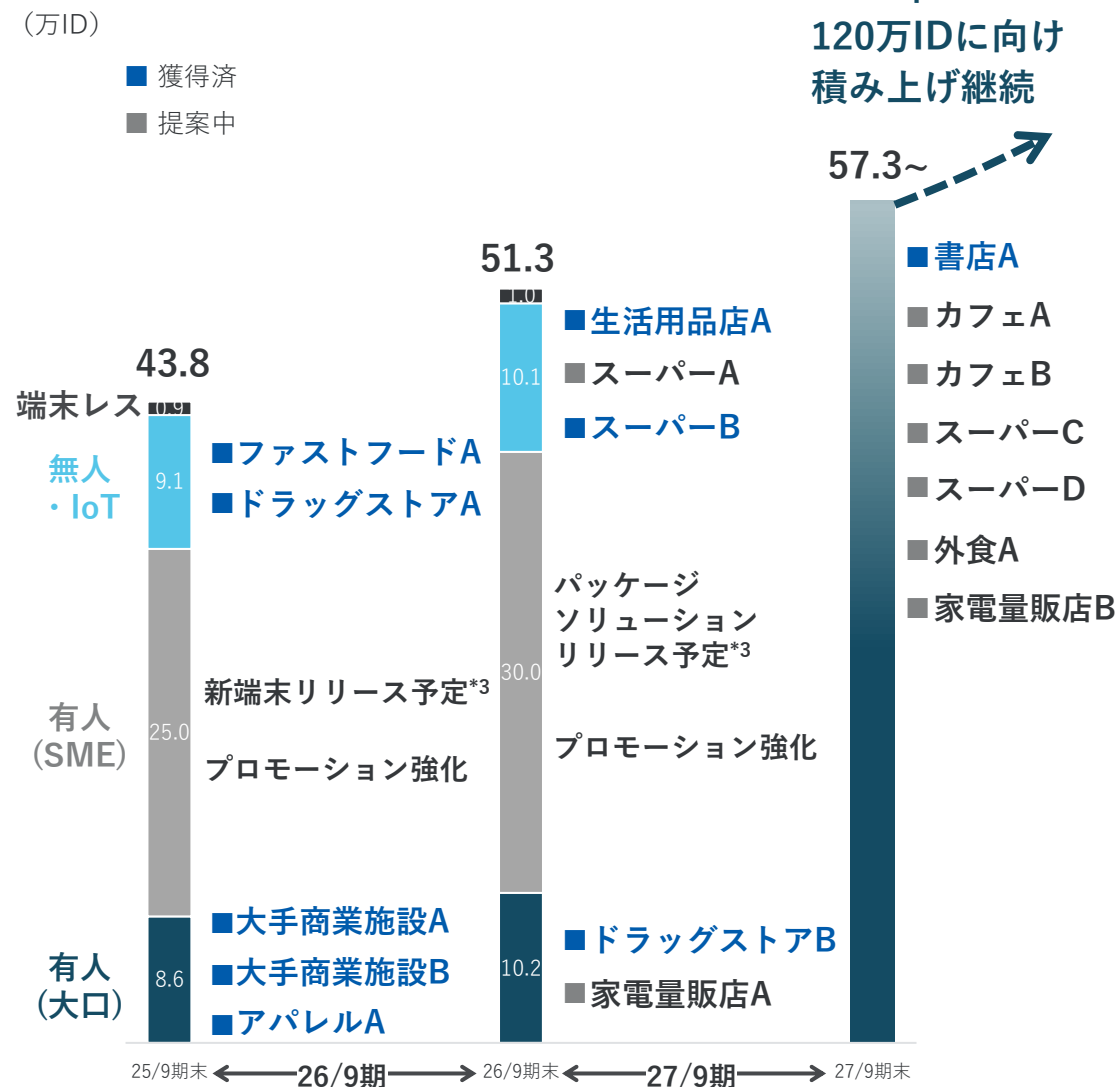 （万ID）
■ 獲得済
■ 提案中
120万IDに向け
積み上げ継続
57.3~
51.3
43.8
■書店A
■カフェA
■カフェB
■スーパーC
■スーパーD
■外食A
■家電量販店B
1.0
■生活用品店A
■スーパーA
■スーパーB
10.1
端末レス
無人
・IoT
9.1
■ファストフードA
■ドラッグストアA
パッケージ
ソリューション
リリース予定*3
プロモーション強化
30.0
有人
(SME)
25.0
新端末リリース予定*3
プロモーション強化
有人
(大口)
8.6
■大手商業施設A
■大手商業施設B
■アパレルA
10.2
■ドラッグストアB
■家電量販店A
25/9期末
26/9期
26/9期末
27/9期
27/9期末